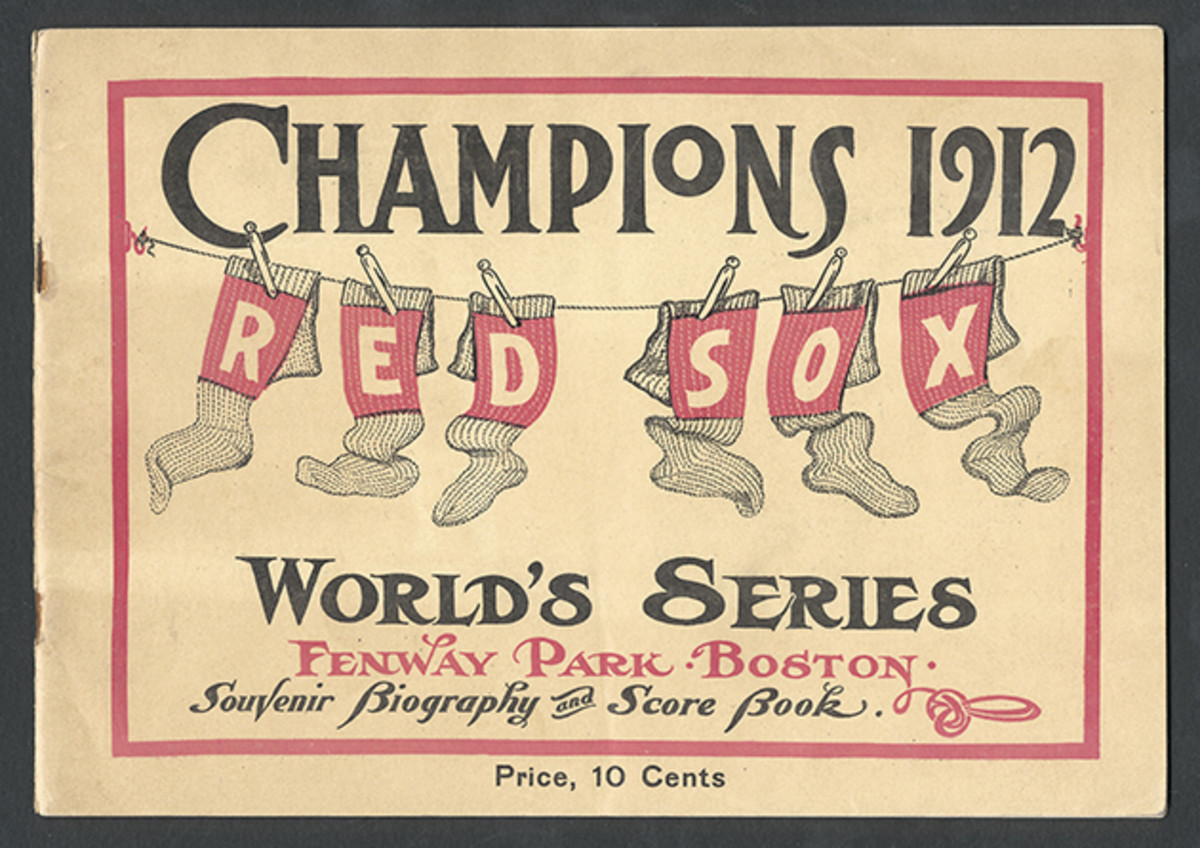 CHAMPIONS 1912
RED SOX
WORLD'S SERIES
FENWAY PARK · BOSTON ·
Souvenir Biography and Score Book.
Price, 10 Cents